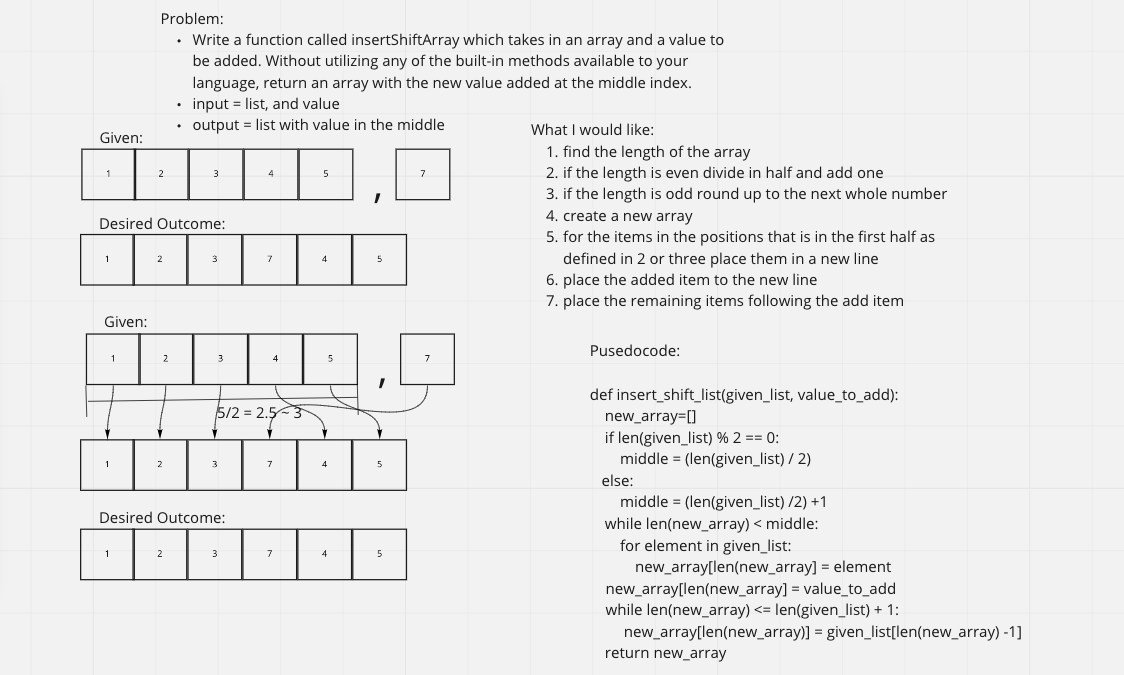 Problem:
• Write a function called insertShiftArray which takes in an array and a value to
be added. Without utilizing any of the built-in methods available to your
language, return an array with the new value added at the middle index.
• input = list, and value
• output = list with value in the middle
Given:
1 2 3 4 5 , 7
Desired Outcome:
1 2 3 7 4 5
Given:
1 2 3 4 5 , 7
5/2 = 2.5 ~ 3
1 2 3 7 4 5
Desired Outcome:
1 2 3 7 4 5
What I would like:
1. find the length of the array
2. if the length is even divide in half and add one
3. if the length is odd round up to the next whole number
4. create a new array
5. for the items in the positions that is in the first half as
defined in 2 or three place them in a new line
6. place the added item to the new line
7. place the remaining items following the add item
Pusedocode:
def insert_shift_list(given_list, value_to_add):
new_array=[]
if len(given_list) % 2 == 0:
middle = (len(given_list) / 2)
else:
middle = (len(given_list) /2) +1
while len(new_array) < middle:
for element in given_list:
new_array[len(new_array] = element
new_array[len(new_array] = value_to_add
while len(new_array) <= len(given_list) + 1:
new_array[len(new_array)] = given_list[len(new_array) -1]
return new_array